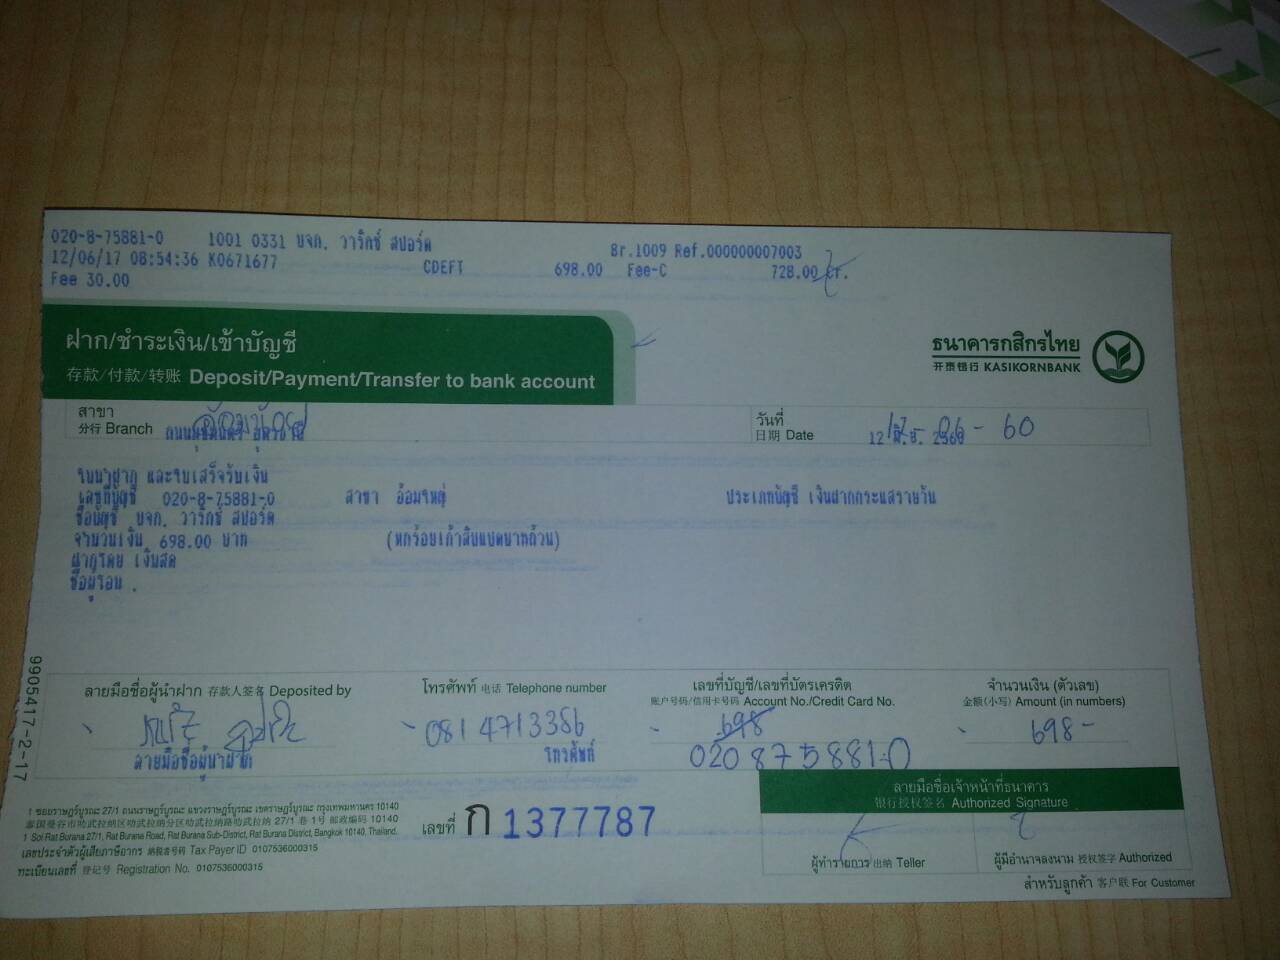 020-8-75881-0 1001 0331 บจก. วาริกซ์ สปอร์ต Br.1009 Ref.000000007003
12/06/17 08:54:36 K0671677 CDEFT 698.00 Fee-C 728.00 Cr.
Fee 30.00
ฝาก/ชำระเงิน/เข้าบัญชี
存款/付款/转账 Deposit/Payment/Transfer to bank account
ธนาคารกสิกรไทย
开泰银行 KASIKORNBANK
สาขา
分行 Branch
วันที่
日期 Date 12 มิ.ย. 2560
12-06-60
ใบนำฝาก และใบเสร็จรับเงิน
เลขที่บัญชี 020-8-75881-0 สาขา อ้อมใหญ่ ประเภทบัญชี เงินฝากกระแสรายวัน
ชื่อบัญชี บจก. วาริกซ์ สปอร์ต
จำนวนเงิน 698.00 บาท (หกร้อยเก้าสิบแปดบาทถ้วน)
ฝากโดย เงินสด
ชื่อผู้โอน .
9905417-2-17
ลายมือชื่อผู้นำฝาก 存款人签名 Deposited by
โทรศัพท์ 电话 Telephone number
เลขที่บัญชี/เลขที่บัตรเครดิต
账户号码/信用卡号码 Account No./Credit Card No.
จำนวนเงิน (ตัวเลข)
金额(小写) Amount (in numbers)
0814713386
698
698-
020875881-0
ลายมือชื่อผู้นำฝาก โทรศัพท์
ลายมือชื่อเจ้าหน้าที่ธนาคาร
银行授权签名 Authorized Signature
1 ซอยราษฎร์บูรณะ 27/1 ถนนราษฎร์บูรณะ แขวงราษฎร์บูรณะ เขตราษฎร์บูรณะ กรุงเทพมหานคร 10140
泰国曼谷市叻武拉纳区叻武拉纳分区叻武拉纳路叻武拉纳 27/1 巷 1 号 邮政编码 10140
1 Soi Rat Burana 27/1, Rat Burana Road, Rat Burana Sub-District, Rat Burana District, Bangkok 10140, Thailand.
เลขประจำตัวผู้เสียภาษีอากร 纳税者号码 Tax Payer ID 0107536000315
ทะเบียนเลขที่ 登记号 Registration No. 0107536000315
เลขที่ ก 1377787
ผู้ทำรายการ 出纳 Teller
ผู้มีอำนาจลงนาม 授权签字 Authorized
สำหรับลูกค้า 客户联 For Customer